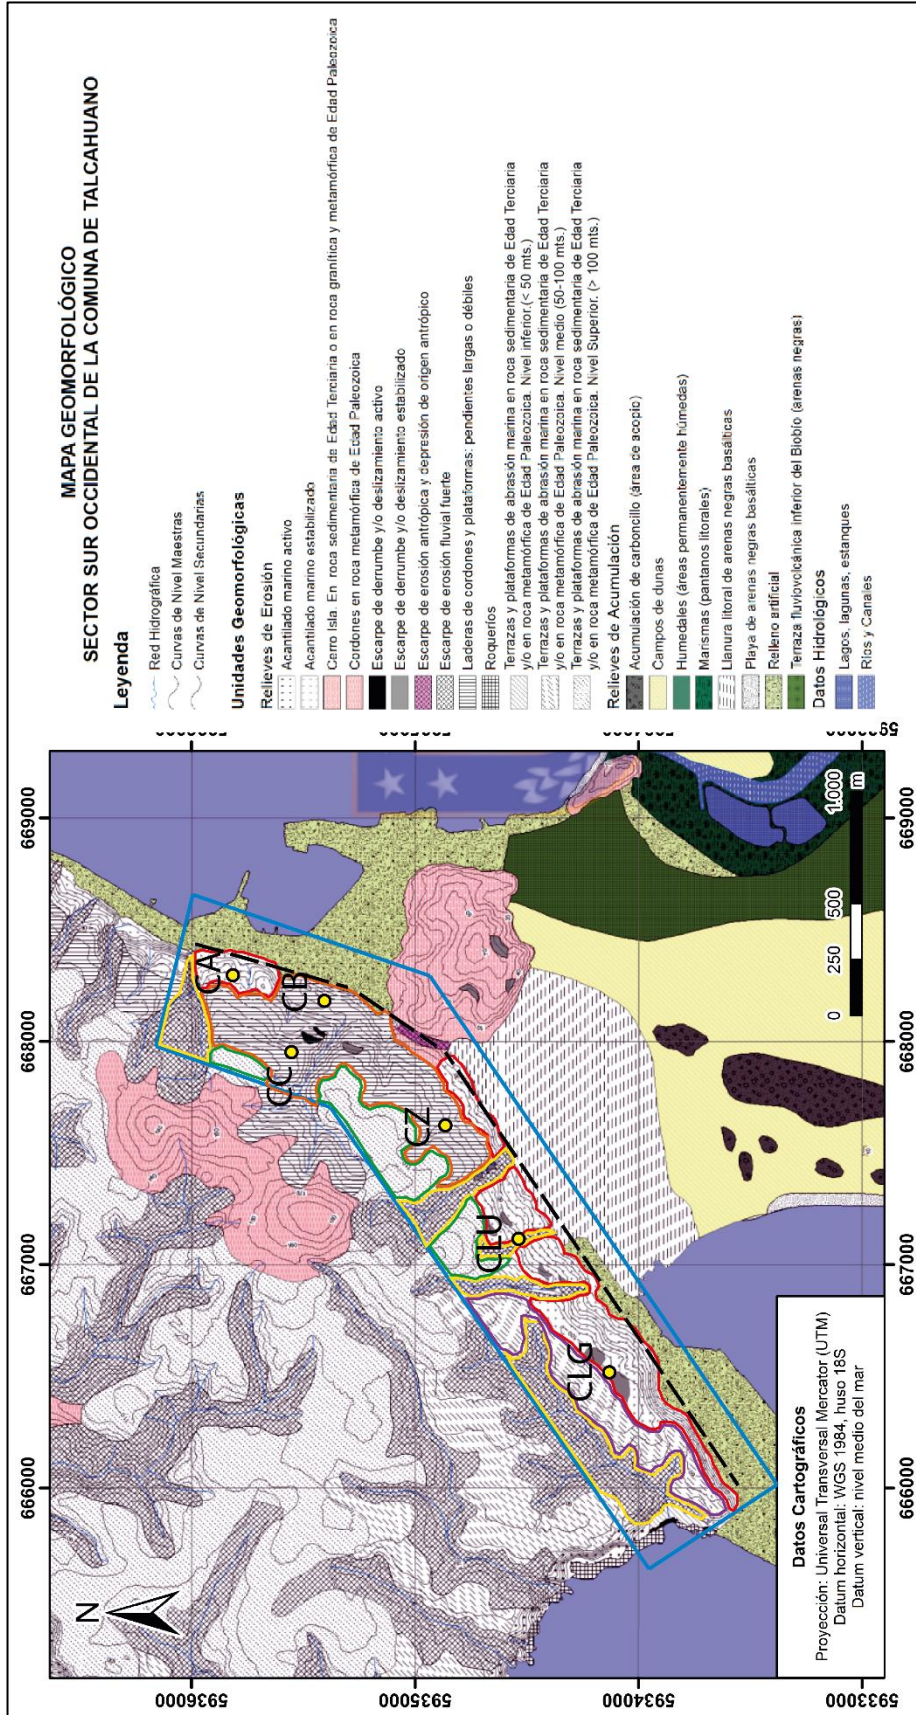 MAPA GEOMORFOLÓGICO
SECTOR SUR OCCIDENTAL DE LA COMUNA DE TALCAHUANO
Leyenda
Red Hidrográfica
Curvas de Nivel Maestras
Curvas de Nivel Secundarias
Unidades Geomorfológicas
Relieves de Erosión
Acantilado marino activo
Acantilado marino estabilizado
Cerro Isla. En roca sedimentaria de Edad Terciaria o en roca granítica y metamórfica de Edad Paleozoica
Cordones en roca metamórfica de Edad Paleozoica
Escarpe de derrumbe y/o deslizamiento activo
Escarpe de derrumbe y/o deslizamiento estabilizado
Escarpe de erosión antrópica y depresión de origen antrópico
Escarpe de erosión fluvial fuerte
Laderas de cordones y plataformas: pendientes largas o débiles
Roqueríos
Terrazas y plataformas de abrasión marina en roca sedimentaria de Edad Terciaria
y/o en roca metamórfica de Edad Paleozoica. Nivel inferior.(< 50 mts.)
Terrazas y plataformas de abrasión marina en roca sedimentaria de Edad Terciaria
y/o en roca metamórfica de Edad Paleozoica. Nivel medio (50-100 mts.)
Terrazas y plataformas de abrasión marina en roca sedimentaria de Edad Terciaria
y/o en roca metamórfica de Edad Paleozoica. Nivel Superior. (> 100 mts.)
Relieves de Acumulación
Acumulación de carboncillo (área de acopio)
Campos de dunas
Humedales (áreas permanentemente húmedas)
Marismas (pantanos litorales)
Llanura litoral de arenas negras basálticas
Playa de arenas negras basálticas
Relleno artificial
Terraza fluviovolcánica inferior del Biobío (arenas negras)
Datos Hidrológicos
Lagos, lagunas, estanques
Ríos y Canales
N
666000
667000
668000
669000
5936000
5935000
5934000
5933000
CA
CB
CC
CZ
CLU
CLG
0
250
500
1.000
m
Datos Cartográficos
Proyección: Universal Transversal Mercator (UTM)
Datum horizontal: WGS 1984, huso 18S
Datum vertical: nivel medio del mar
666000
667000
668000
669000